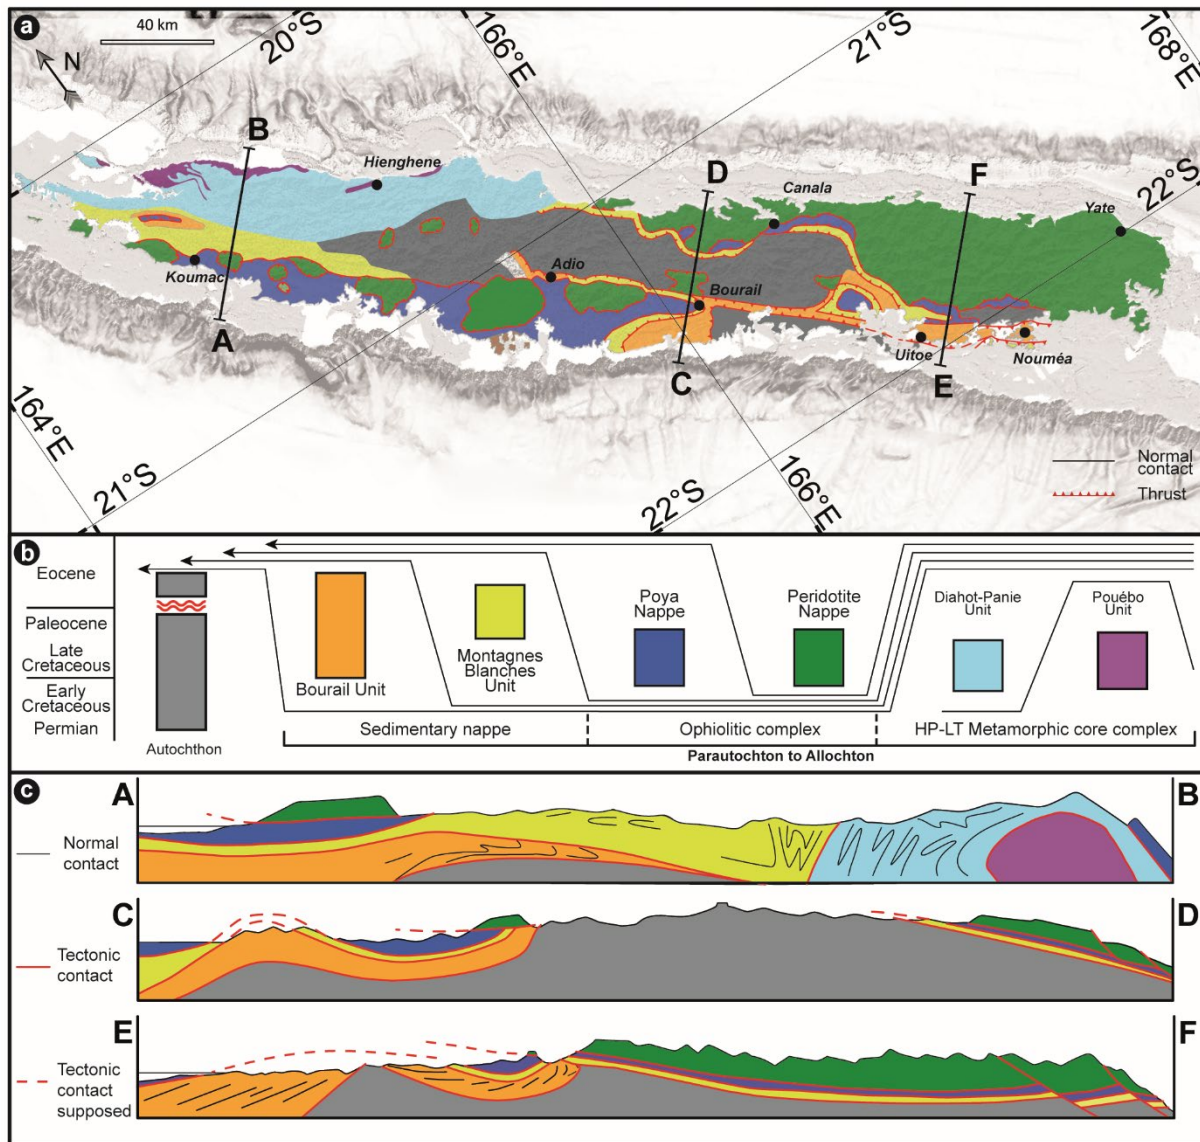 a
40 km
N
20°S
166°E
21°S
168°E
B
Hienghene
D
Canala
F
Yate
22°S
Koumac
Adio
Bourail
A
Uitoe
Nouméa
C
E
164°E
21°S
22°S
166°E
Normal
contact
Thrust
b
Eocene
Paleocene
Late
Cretaceous
Early
Cretaceous
Permian
Autochthon
Bourail Unit
Montagnes
Blanches
Unit
Poya
Nappe
Peridotite
Nappe
Diahot-Panie
Unit
Pouébo
Unit
Sedimentary nappe
Ophiolitic complex
HP-LT Metamorphic core complex
Parautochton to Allochton
c
A
B
Normal
contact
C
D
Tectonic
contact
E
F
Tectonic
contact
supposed